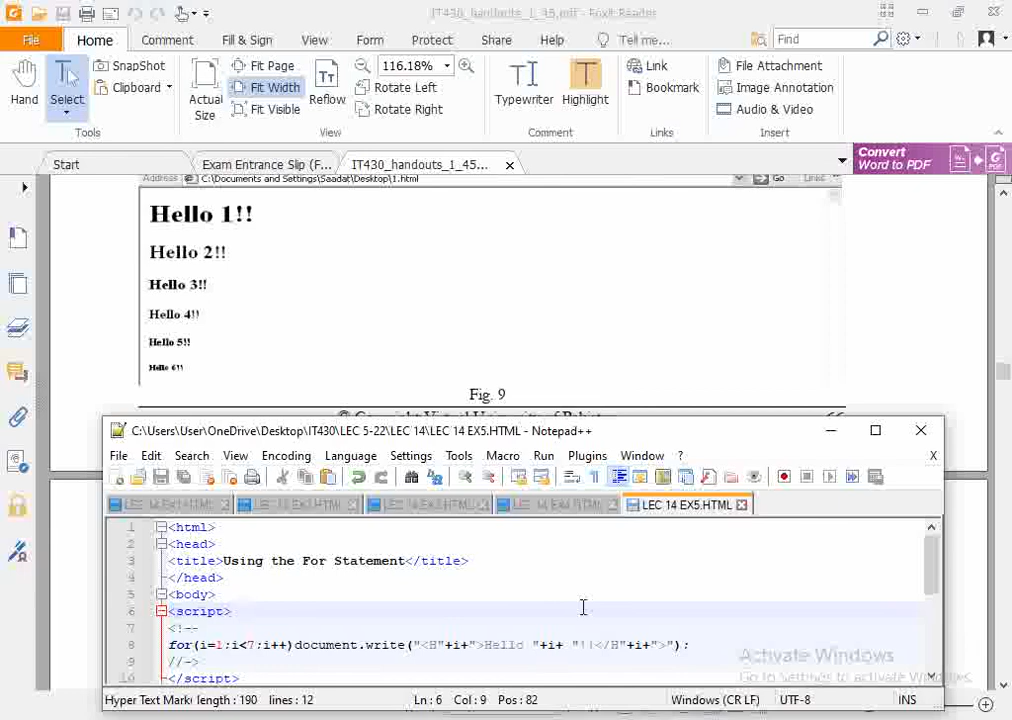 IT430_handouts_1_45.pdf - Foxit Reader
File Home Comment Fill & Sign View Form Protect Share Help Tell me... Find
Hand
Select
SnapShot
Clipboard
Actual Size
Fit Page
Fit Width
Fit Visible
Reflow
116.18%
Rotate Left
Rotate Right
Typewriter
Highlight
Link
Bookmark
File Attachment
Image Annotation
Audio & Video
Tools View Comment Links Insert
Start Exam Entrance Slip (F... IT430_handouts_1_45...
Convert
Word to PDF
Address C:\Documents and Settings\Saadat\Desktop\1.html Go Links
Hello 1!!
Hello 2!!
Hello 3!!
Hello 4!!
Hello 5!!
Hello 6!!
Fig. 9
C:\Users\User\OneDrive\Desktop\IT430\LEC 5-22\LEC 14\LEC 14 EX5.HTML - Notepad++
File Edit Search View Encoding Language Settings Tools Macro Run Plugins Window ? X
LEC 14 EX5.HTML
1 <html>
2 <head>
3 <title>Using the For Statement</title>
4 </head>
5 <body>
6 <script>
7 <!--
8 for(i=1;i<7;i++)document.write("<H"+i+">Hello "+i+ "!!</H"+i+">");
9 //->
10 </script>
Activate Windows
Go to Settings to activate Windows.
Hyper Text Mark length : 190 lines : 12 Ln : 6 Col : 9 Pos : 82 Windows (CR LF) UTF-8 INS